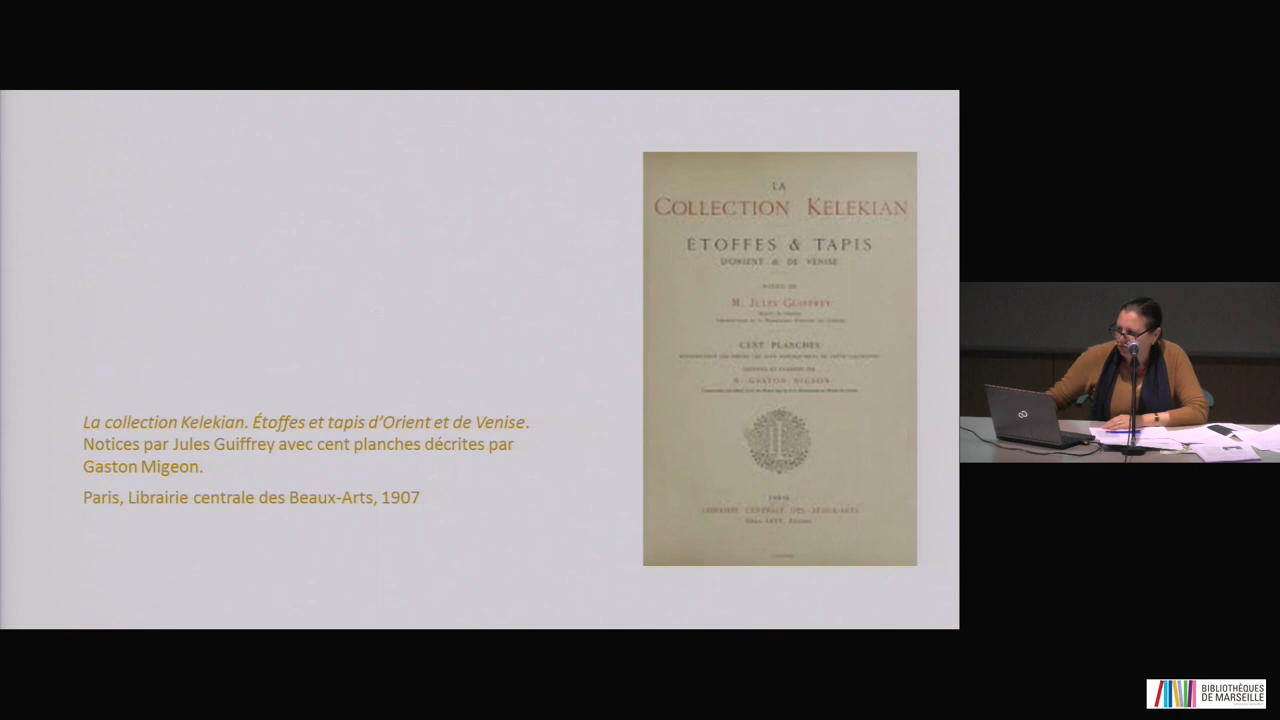 La collection Kelekian. Étoffes et tapis d'Orient et de Venise.
Notices par Jules Guiffrey avec cent planches décrites par
Gaston Migeon.
Paris, Librairie centrale des Beaux-Arts, 1907
LA
COLLECTION KELEKIAN
ÉTOFFES & TAPIS
D'ORIENT & DE VENISE
M. JULES GUIFFREY
CENT PLANCHES
M. GASTON MIGEON
PARIS
LIBRAIRIE CENTRALE DES BEAUX-ARTS
BIBLIOTHÈQUES
DE MARSEILLE